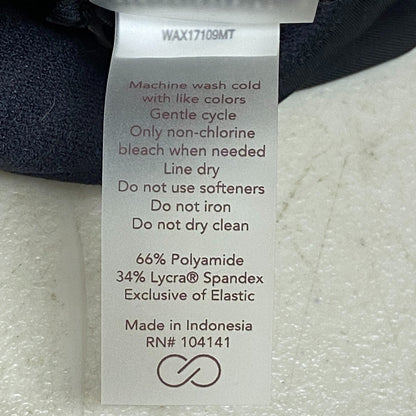 WAX17109MT
Machine wash cold
with like colors
Gentle cycle
Only non-chlorine
bleach when needed
Line dry
Do not use softeners
Do not iron
Do not dry clean
66% Polyamide
34% Lycra® Spandex
Exclusive of Elastic
Made in Indonesia
RN# 104141